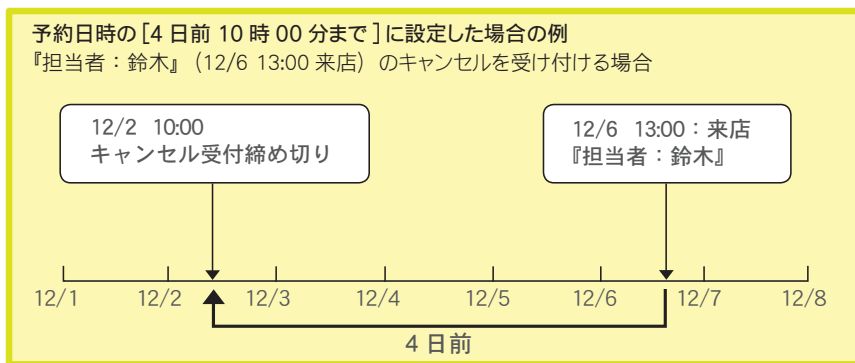 予約日時の[4 日前 10 時 00 分まで]に設定した場合の例
『担当者：鈴木』（12/6 13:00 来店）のキャンセルを受け付ける場合
12/2 10:00
キャンセル受付締め切り
12/6 13:00：来店
『担当者：鈴木』
12/1 12/2 12/3 12/4 12/5 12/6 12/7 12/8
4 日前